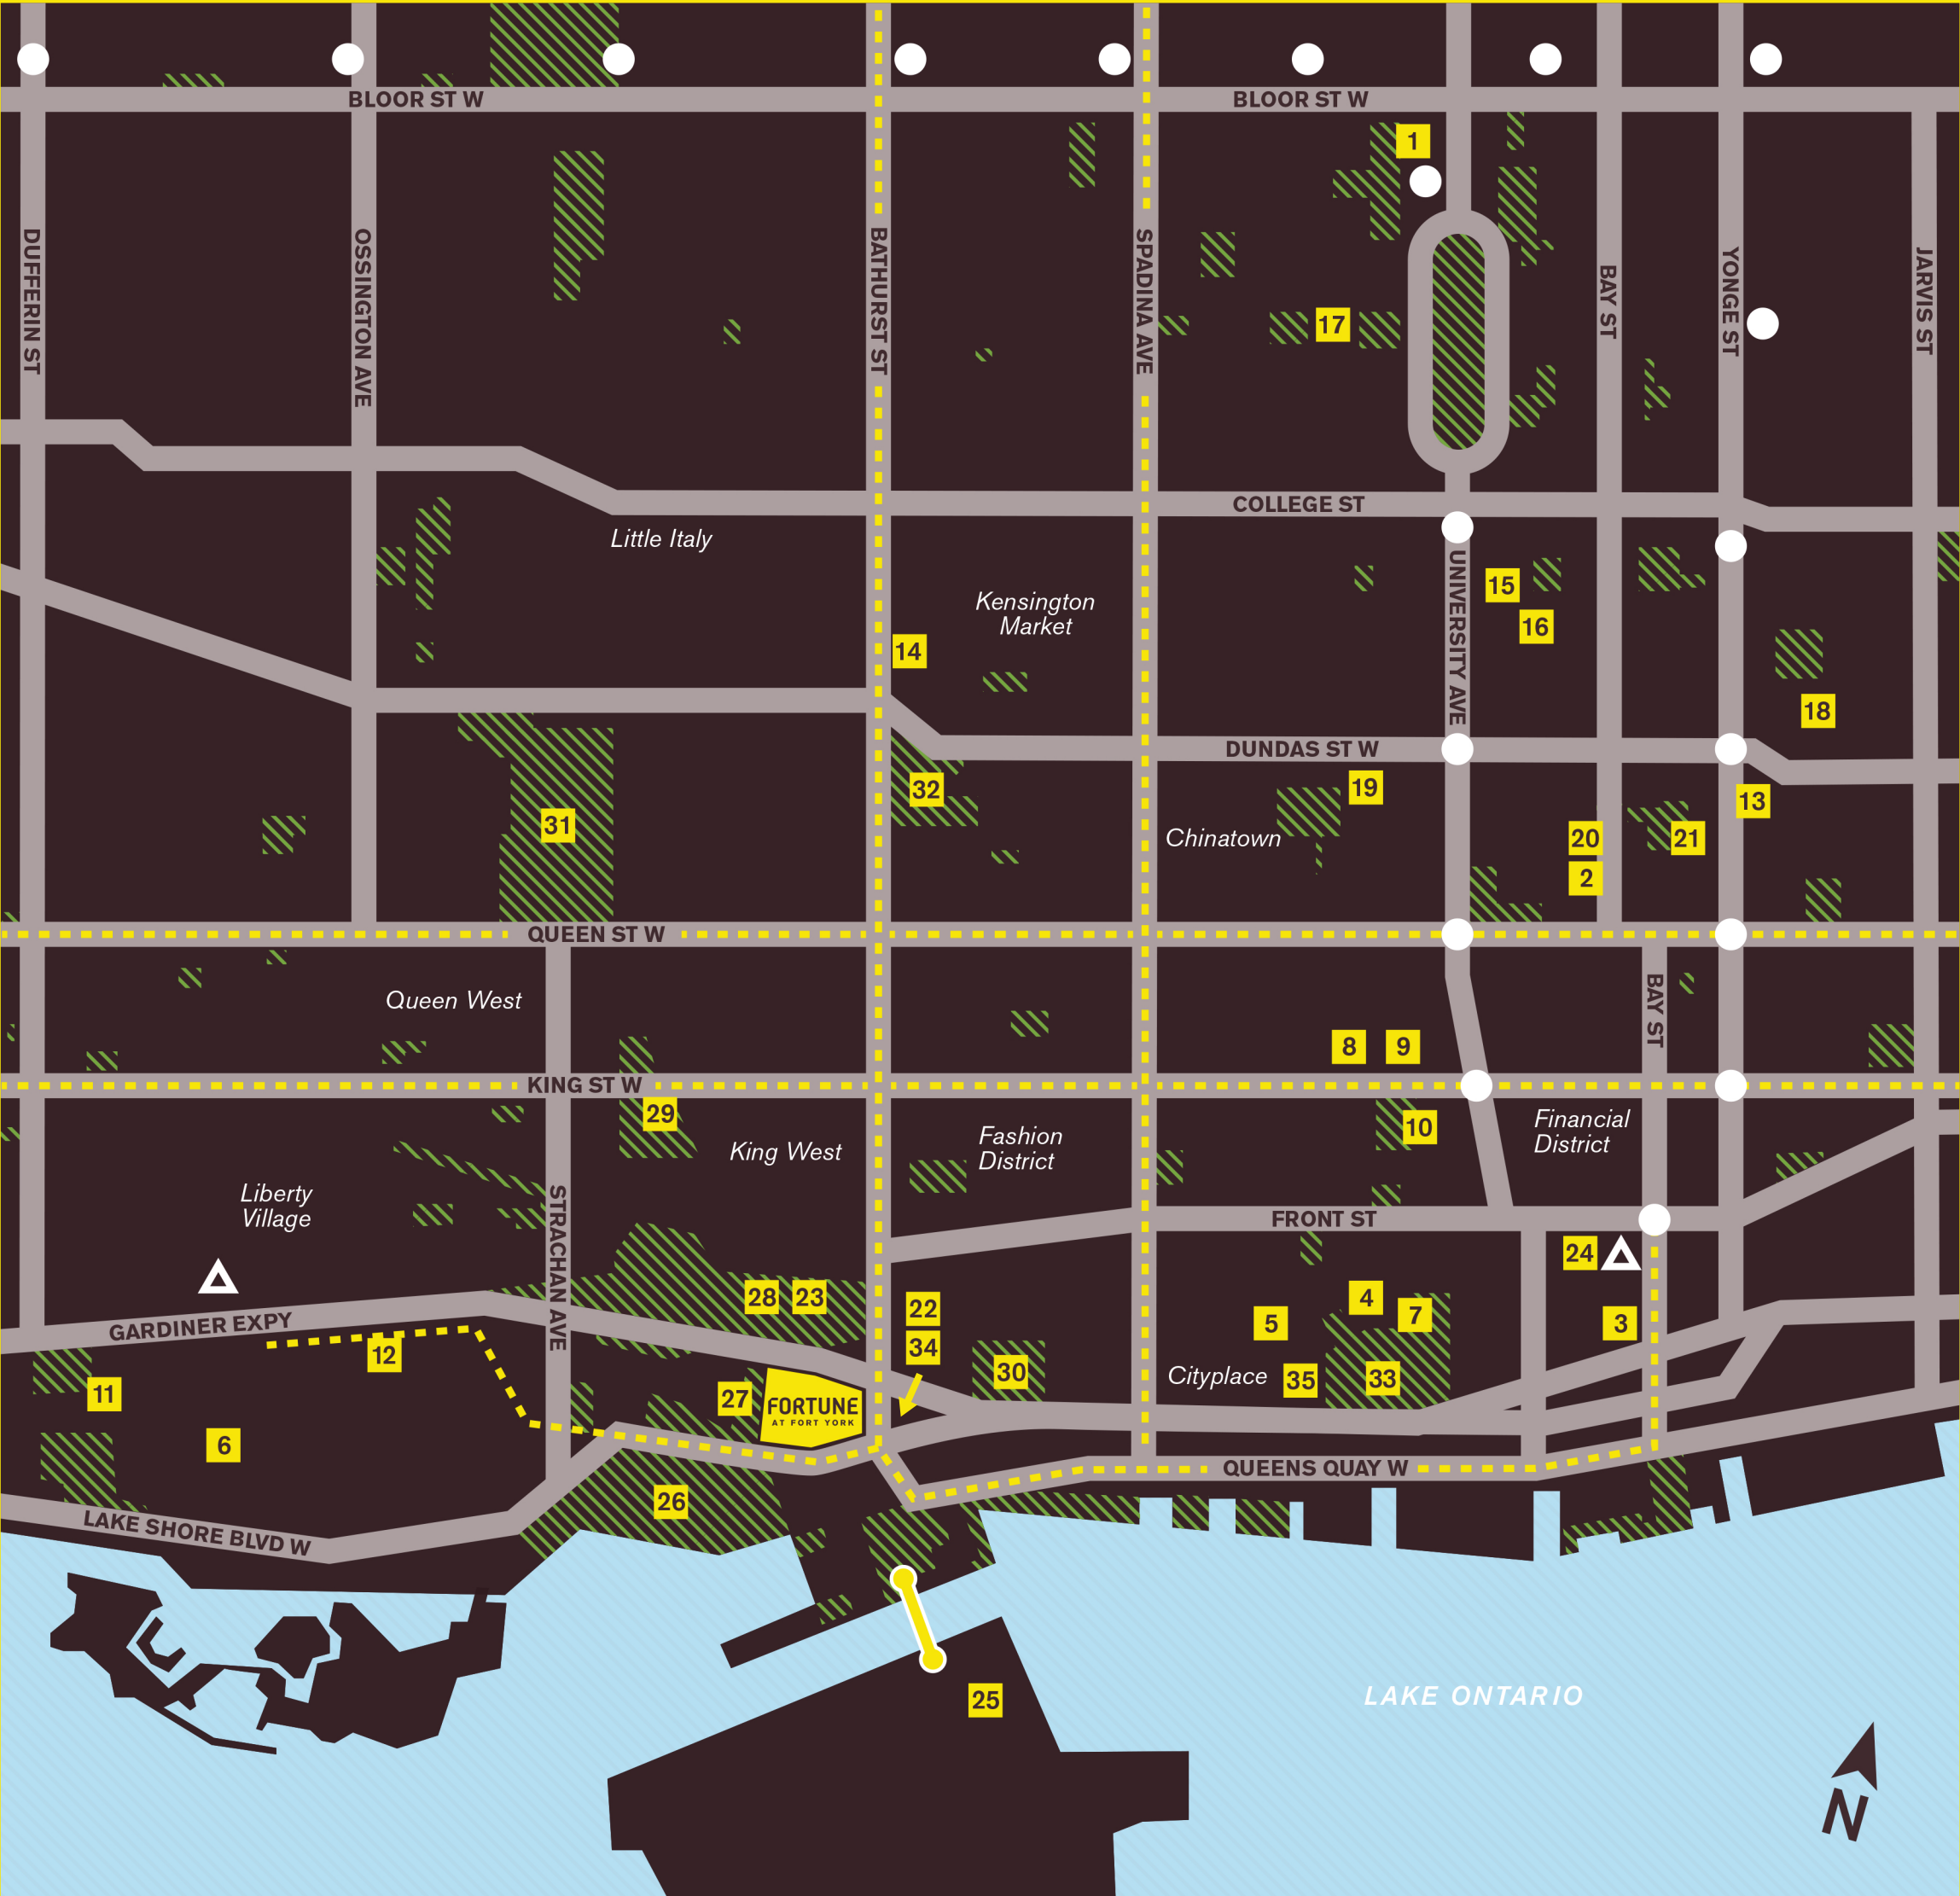 BLOOR ST W
BLOOR ST W
1
DUFFERIN ST
OSSINGTON AVE
BATHURST ST
SPADINA AVE
BAY ST
YONGE ST
JARVIS ST
17
COLLEGE ST
Little Italy
Kensington
Market
UNIVERSITY AVE
15
16
14
18
DUNDAS ST W
32
19
13
31
Chinatown
20
21
2
QUEEN ST W
Queen West
BAY ST
8
9
KING ST W
29
King West
Fashion
District
10
Financial
District
Liberty
Village
STRACHAN AVE
FRONT ST
24
28
23
22
4
7
5
3
GARDINER EXPY
12
34
30
Cityplace
35
33
11
27
FORTUNE
AT FORT YORK
6
QUEENS QUAY W
26
LAKE SHORE BLVD W
25
LAKE ONTARIO
N